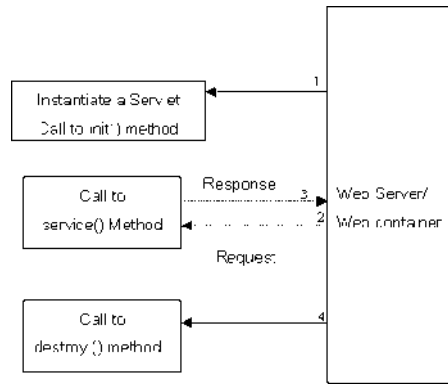 1
Instantiate a Servlet
Call to init() method
Response
3
Call to
service() Method
Web Server/
Web container
2
Request
4
Call to
destroy () method